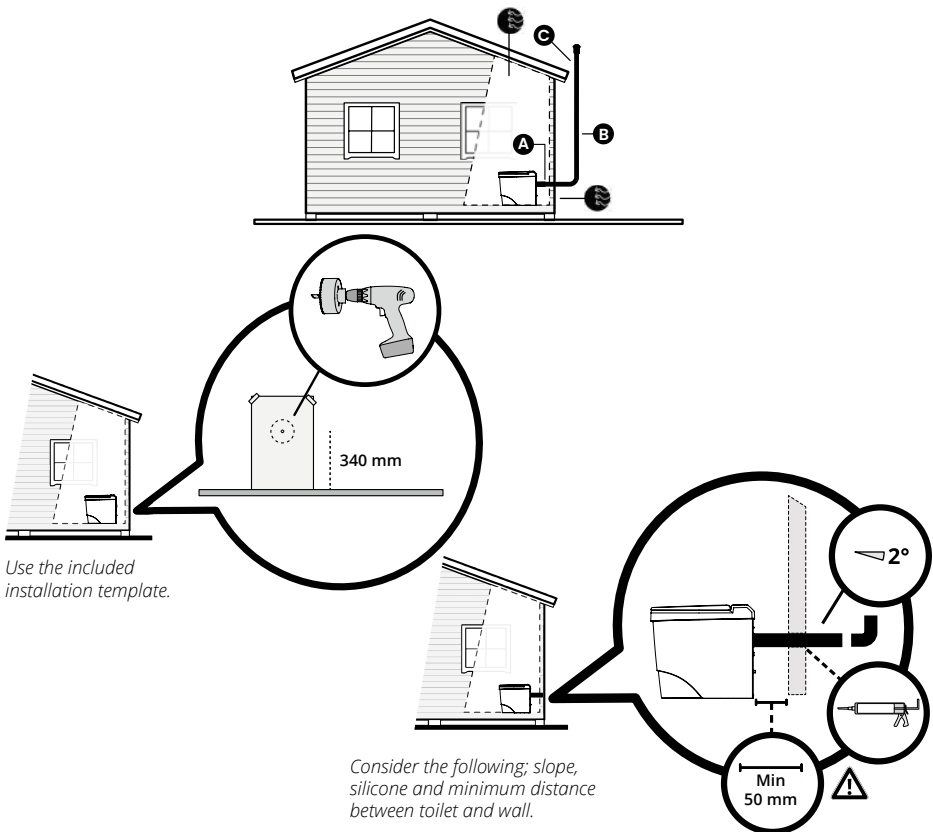 C
B
A
340 mm
Use the included
installation template.
2°
Min
50 mm
Consider the following; slope,
silicone and minimum distance
between toilet and wall.